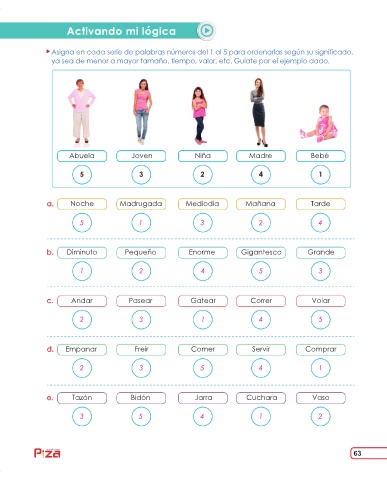 Activando mi lógica
Asigna en cada serie de palabras números del 1 al 5 para ordenarlas según su significado,
ya sea de menor a mayor tamaño, tiempo, valor, etc. Guíate por el ejemplo dado.
Abuela Joven Niña Madre Bebé
5 3 2 4 1
a. Noche Madrugada Mediodía Mañana Tarde
5 1 3 2 4
b. Diminuto Pequeño Enorme Gigantesco Grande
1 2 4 5 3
c. Andar Pasear Gatear Correr Volar
2 3 1 4 5
d. Empanar Freír Comer Servir Comprar
2 3 5 4 1
e. Tazón Bidón Jarra Cuchara Vaso
3 5 4 1 2
Piza
63